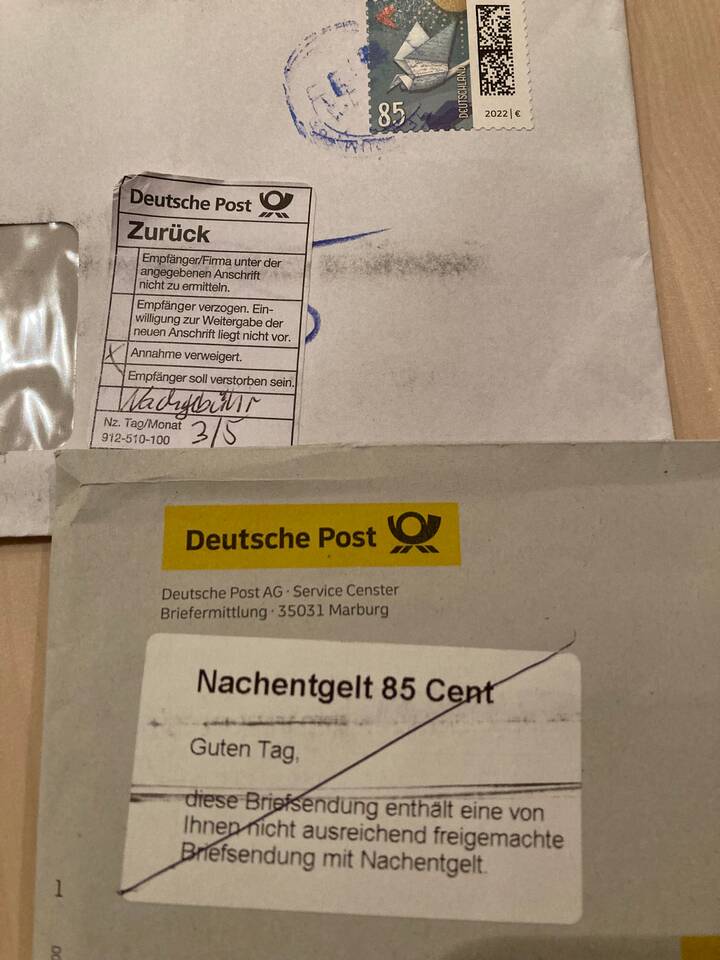 85
DEUTSCHLAND
2022 | €
Deutsche Post
Zurück
Empfänger/Firma unter der
angegebenen Anschrift
nicht zu ermitteln.
Empfänger verzogen. Ein-
willigung zur Weitergabe der
neuen Anschrift liegt nicht vor.
X Annahme verweigert.
Empfänger soll verstorben sein.
Nachgebühr
Nz. Tag/Monat
912-510-100
3/5
Deutsche Post
Deutsche Post AG · Service Censter
Briefermittlung · 35031 Marburg
Nachentgelt 85 Cent
Guten Tag,
diese Briefsendung enthält eine von
Ihnen nicht ausreichend freigemachte
Briefsendung mit Nachentgelt.
1